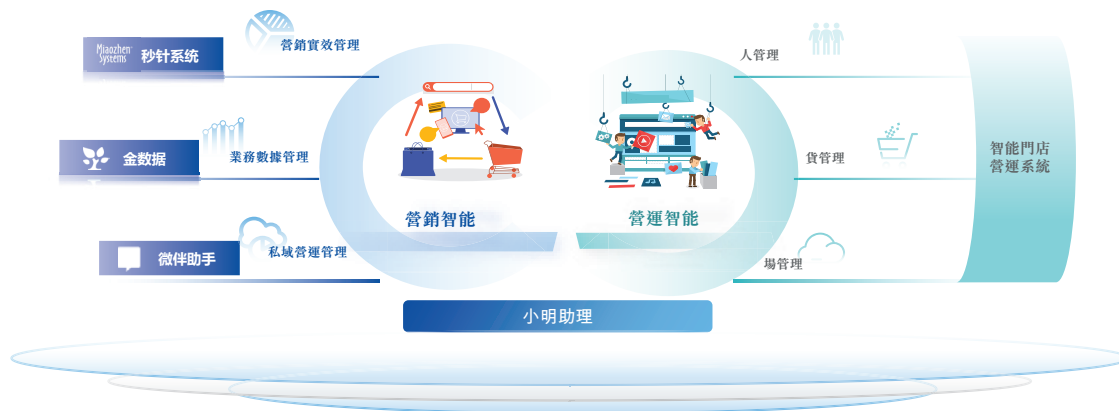 Miaozhen
Systems
秒针系统
營銷實效管理
金数据
業務數據管理
微伴助手
私域營運管理
營銷智能
營運智能
人管理
貨管理
場管理
智能門店
營運系統
小明助理